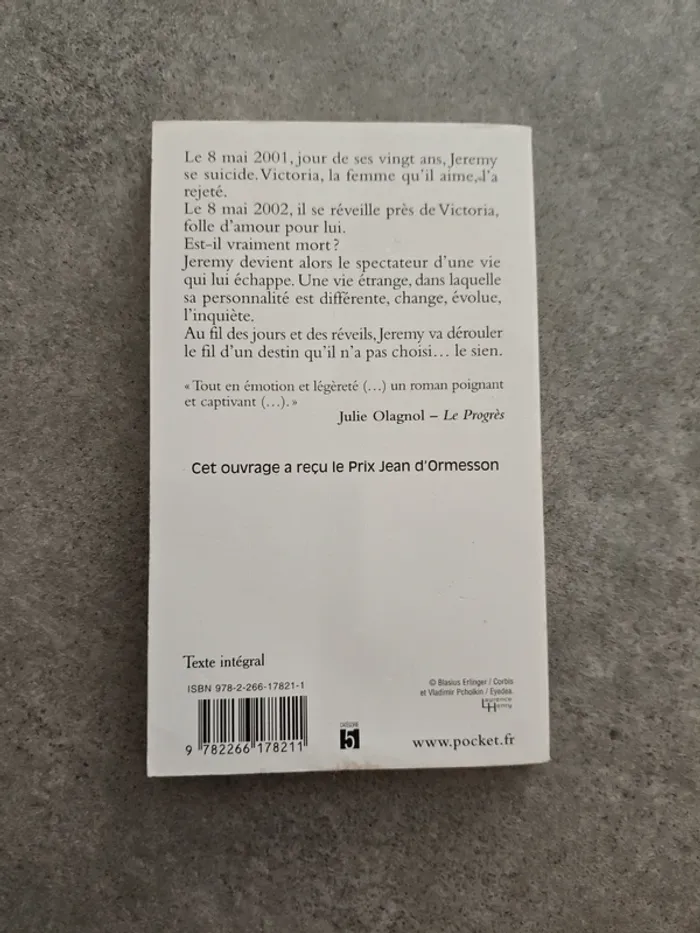 Le 8 mai 2001, jour de ses vingt ans, Jeremy
se suicide. Victoria, la femme qu'il aime, l'a
rejeté.
Le 8 mai 2002, il se réveille près de Victoria,
folle d'amour pour lui.
Est-il vraiment mort ?
Jeremy devient alors le spectateur d'une vie
qui lui échappe. Une vie étrange, dans laquelle
sa personnalité est différente, change, évolue,
l'inquiète.
Au fil des jours et des réveils, Jeremy va dérouler
le fil d'un destin qu'il n'a pas choisi… le sien.
« Tout en émotion et légèreté (…) un roman poignant
et captivant (…). »
Julie Olagnol – Le Progrès
Cet ouvrage a reçu le Prix Jean d'Ormesson
Texte intégral
ISBN 978-2-266-17821-1
© Blasius Erlinger / Corbis
et Vladimir Pcholkin / Eyedea.
Laurence
Henry
CATÉGORIE
5
9 782266 178211
www.pocket.fr